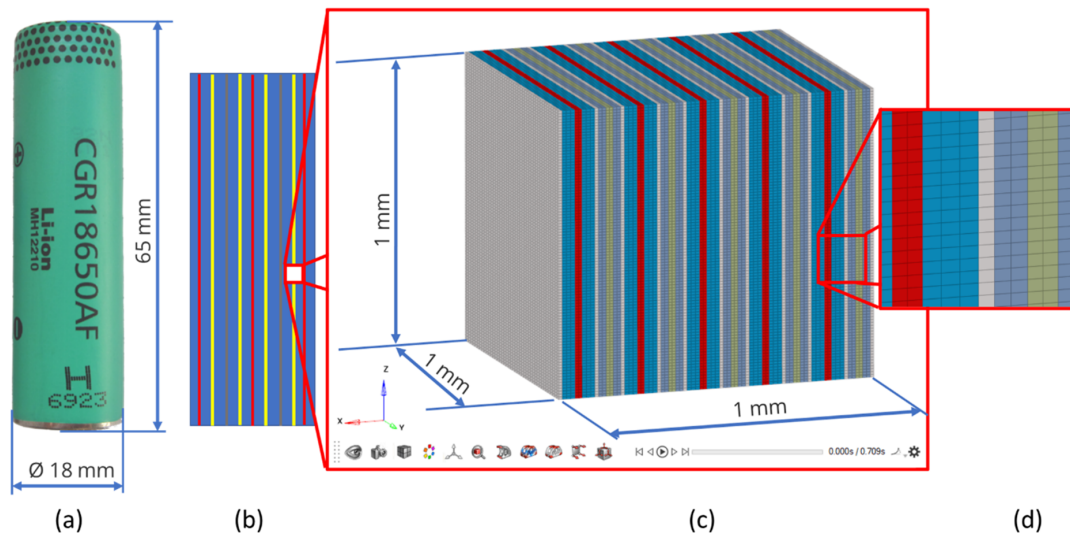 CGR18650AF
Li-ion
MH12210
H
6923
65 mm
Ø 18 mm
1 mm
1 mm
1 mm
Z
X
Y
0.000s / 0.709s
(a)
(b)
(c)
(d)